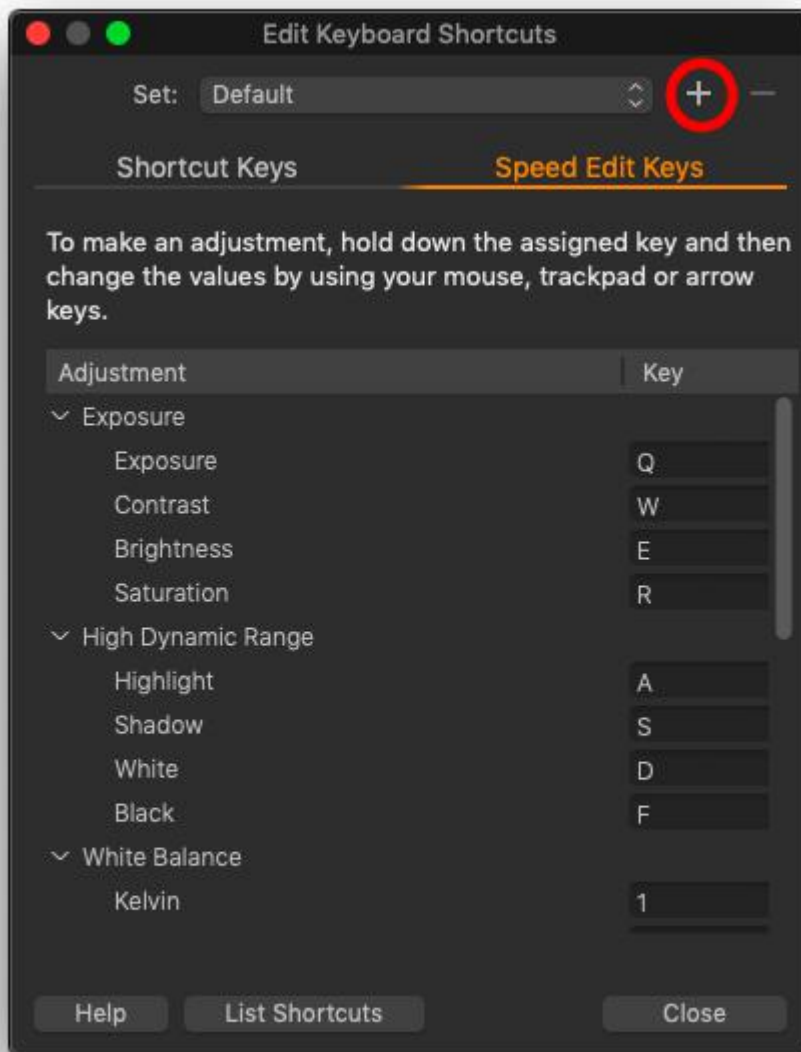 Edit Keyboard Shortcuts
Set: Default + −
Shortcut Keys Speed Edit Keys
To make an adjustment, hold down the assigned key and then
change the values by using your mouse, trackpad or arrow
keys.
Adjustment Key
Exposure
Exposure Q
Contrast W
Brightness E
Saturation R
High Dynamic Range
Highlight A
Shadow S
White D
Black F
White Balance
Kelvin 1
Help List Shortcuts Close